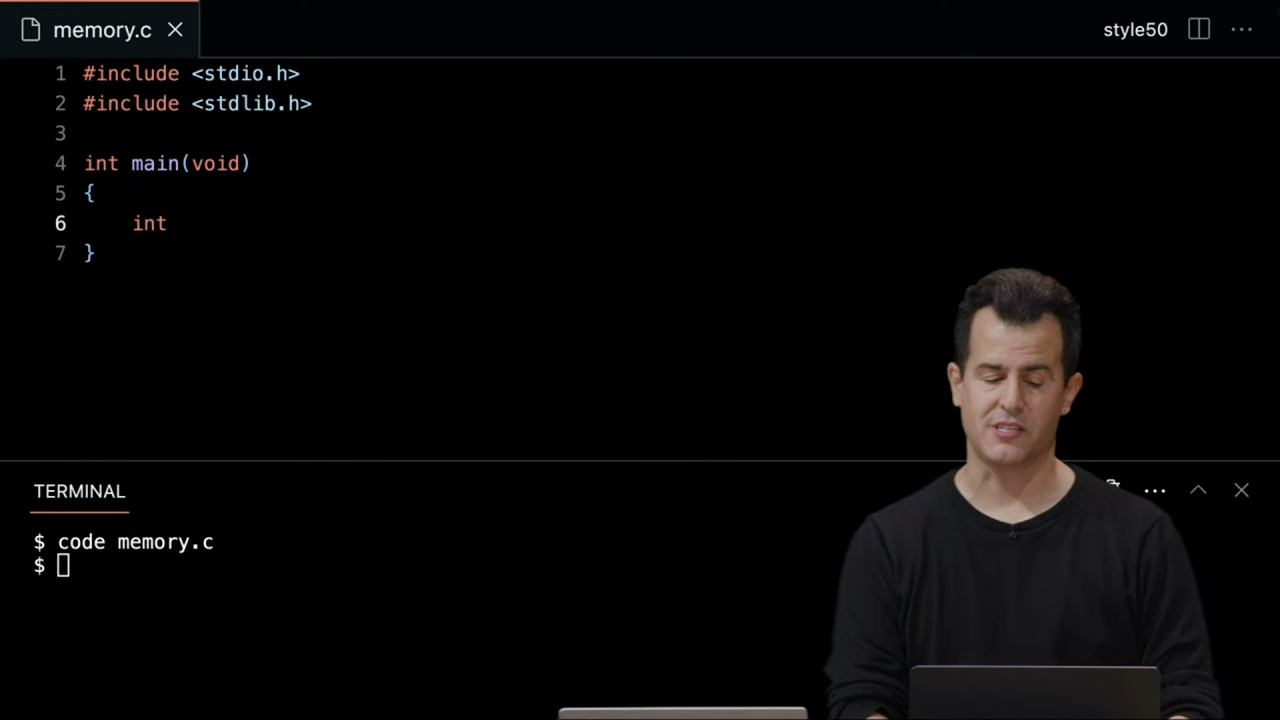 memory.c
style50
1 #include <stdio.h>
2 #include <stdlib.h>
3
4 int main(void)
5 {
6     int
7 }
TERMINAL
$ code memory.c
$